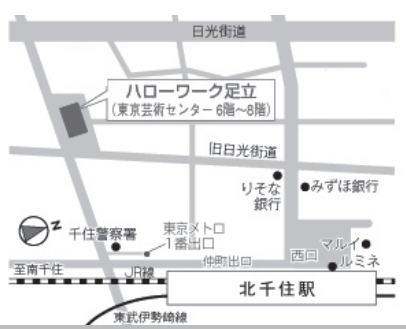 日光街道
ハローワーク足立
(東京芸術センター 6階〜8階)
旧日光街道
りそな
銀行
みずほ銀行
N
千住警察署
東京メトロ
1番出口
西口
マルイ
ルミネ
仲町出口
至南千住
JR線
北千住駅
東武伊勢崎線